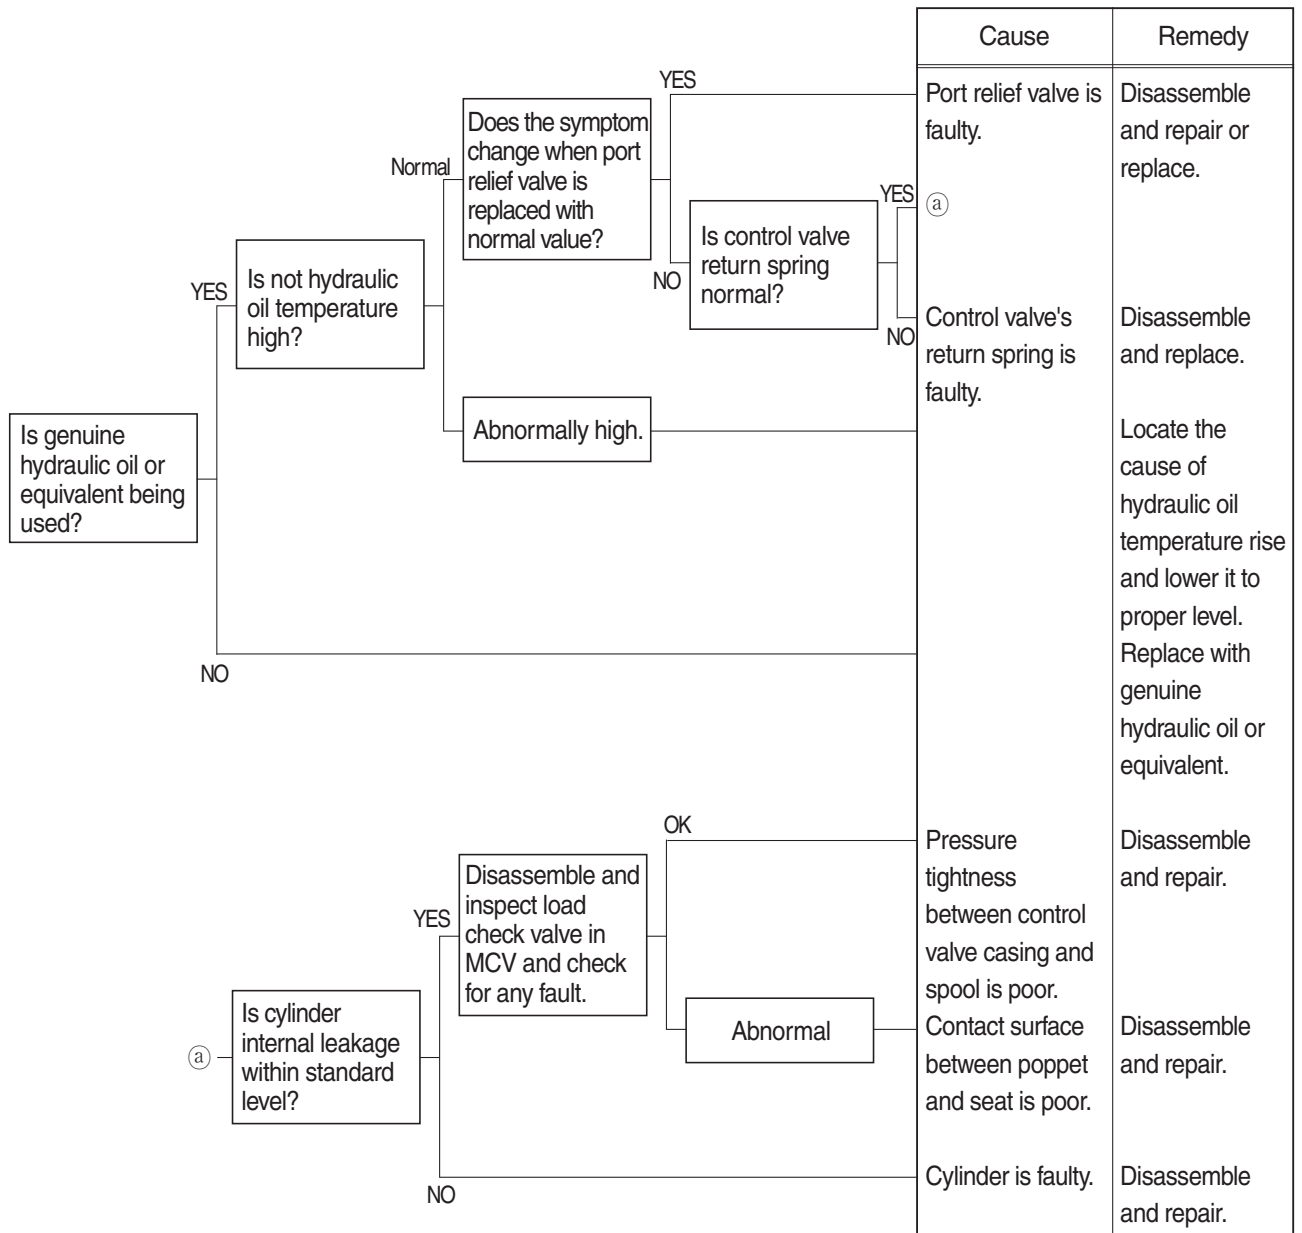 Cause
Remedy
YES
Port relief valve is
faulty.
Disassemble
and repair or
replace.
Does the symptom
change when port
relief valve is
replaced with
normal value?
Normal
YES
ⓐ
Is control valve
return spring
normal?
NO
NO
Control valve's
return spring is
faulty.
Disassemble
and replace.
YES
Is not hydraulic
oil temperature
high?
Abnormally high.
Locate the
cause of
hydraulic oil
temperature rise
and lower it to
proper level.
Is genuine
hydraulic oil or
equivalent being
used?
NO
Replace with
genuine
hydraulic oil or
equivalent.
OK
Pressure
tightness
between control
valve casing and
spool is poor.
Disassemble
and repair.
YES
Disassemble and
inspect load
check valve in
MCV and check
for any fault.
Abnormal
Contact surface
between poppet
and seat is poor.
Disassemble
and repair.
ⓐ
Is cylinder
internal leakage
within standard
level?
NO
Cylinder is faulty.
Disassemble
and repair.